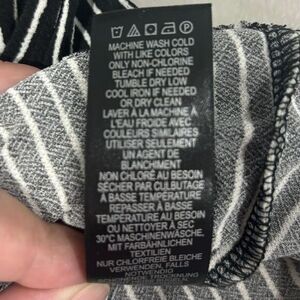 MACHINE WASH COLD
WITH LIKE COLORS
ONLY NON-CHLORINE
BLEACH IF NEEDED
TUMBLE DRY LOW
COOL IRON IF NEEDED
OR DRY CLEAN
LAVER À LA MACHINE À
L'EAU FROIDE AVEC
COULEURS SIMILAIRES
UTILISER SEULEMENT
UN AGENT DE
BLANCHIMENT
NON CHLORÉ AU BESOIN
SÉCHER PAR CULBUTAGE
À BASSE TEMPÉRATURE
REPASSER À BASSE
TEMPÉRATURE AU BESOIN
OU NETTOYER À SEC
30°C MASCHINENWÄSCHE,
MIT FARBÄHNLICHEN
TEXTILIEN
NUR CHLORFREIE BLEICHE
VERWENDEN, FALLS
NOTWENDIG
TROCKNUNG